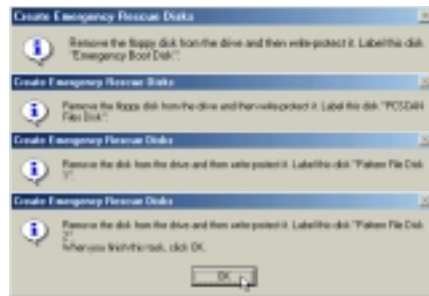 Create Emergency Rescue Disks
Remove the floppy disk from the drive and then write-protect it. Label this disk
"Emergency Boot Disk".
Create Emergency Rescue Disks
Remove the floppy disk from the drive and then write-protect it. Label this disk "PCSCAN
Files Disk".
Create Emergency Rescue Disks
Remove the disk from the drive and then write-protect it. Label this disk "Pattern File Disk
1".
Create Emergency Rescue Disks
Remove the disk from the drive and then write-protect it. Label this disk "Pattern File Disk
2".
When you finish this task, click OK.
OK